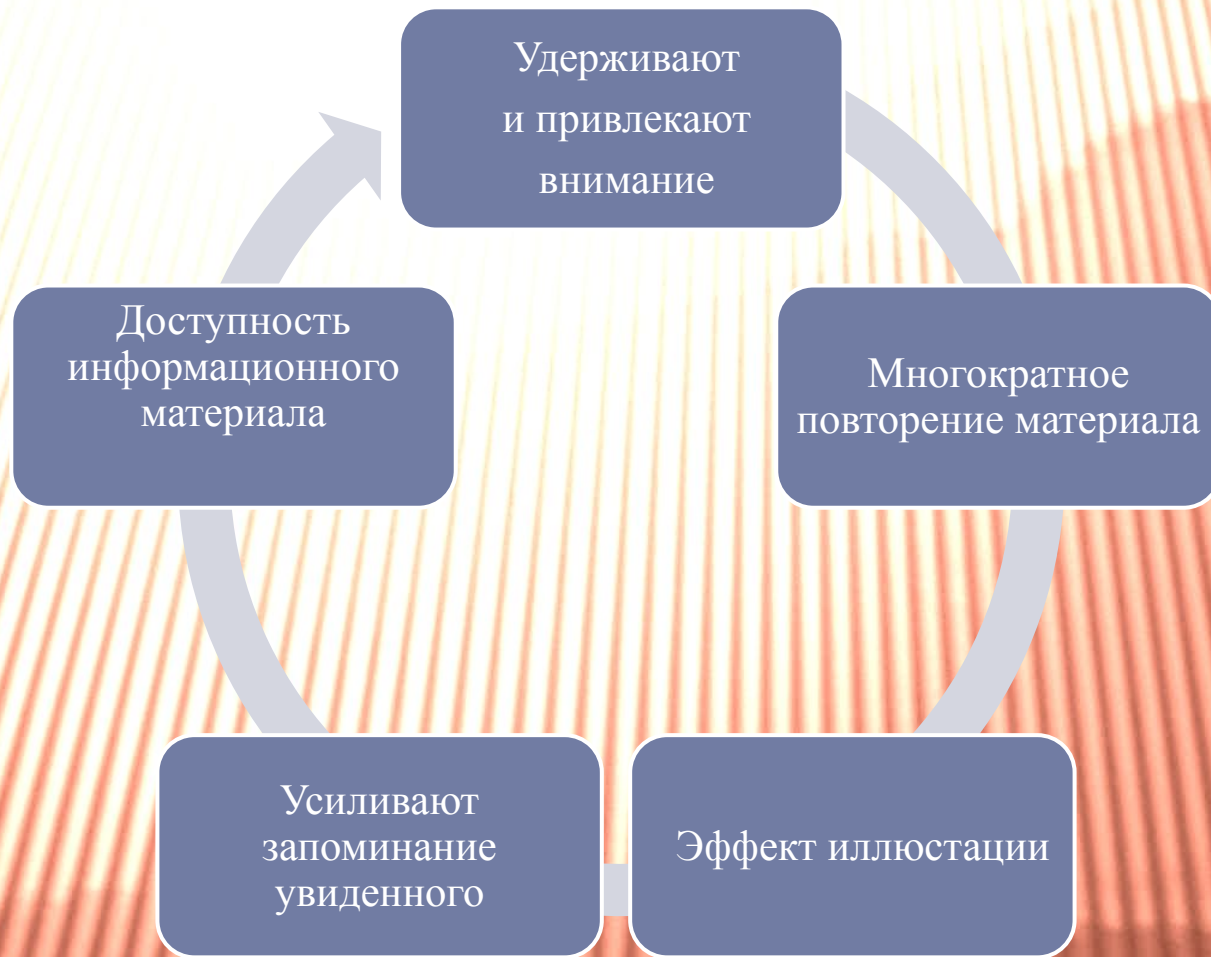 Удерживают
и привлекают
внимание
Многократное
повторение материала
Эффект иллюстации
Усиливают
запоминание
увиденного
Доступность
информационного
материала